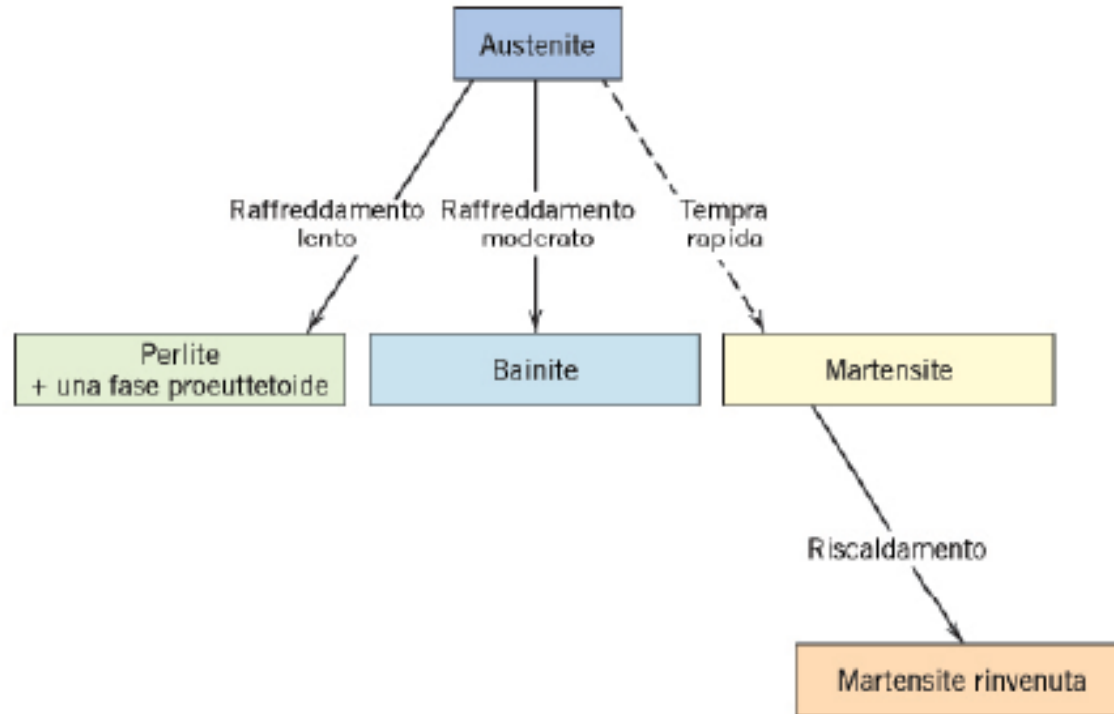 Austenite
Raffreddamento
lento
Raffreddamento
moderato
Tempra
rapida
Perlite
+ una fase proeuttetoide
Bainite
Martensite
Riscaldamento
Martensite rinvenuta